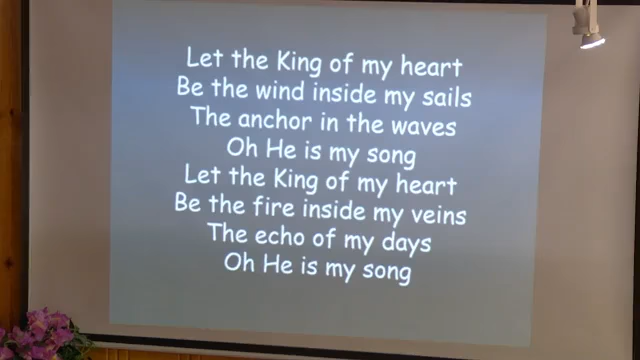 Let the King of my heart
Be the wind inside my sails
The anchor in the waves
Oh He is my song
Let the King of my heart
Be the fire inside my veins
The echo of my days
Oh He is my song